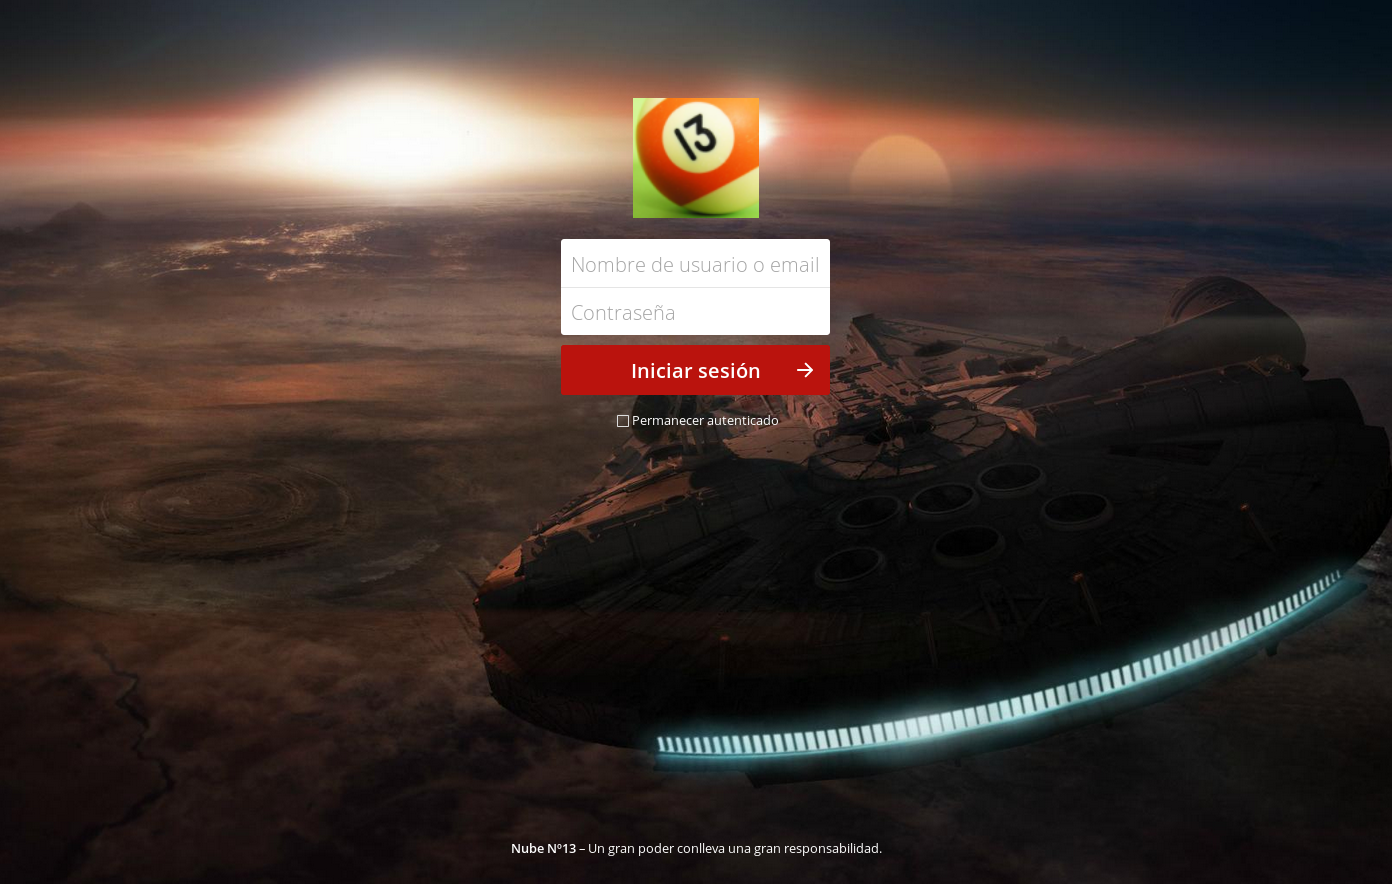 13
Nombre de usuario o email
Contraseña
Iniciar sesión
Permanecer autenticado
Nube Nº13 – Un gran poder conlleva una gran responsabilidad.